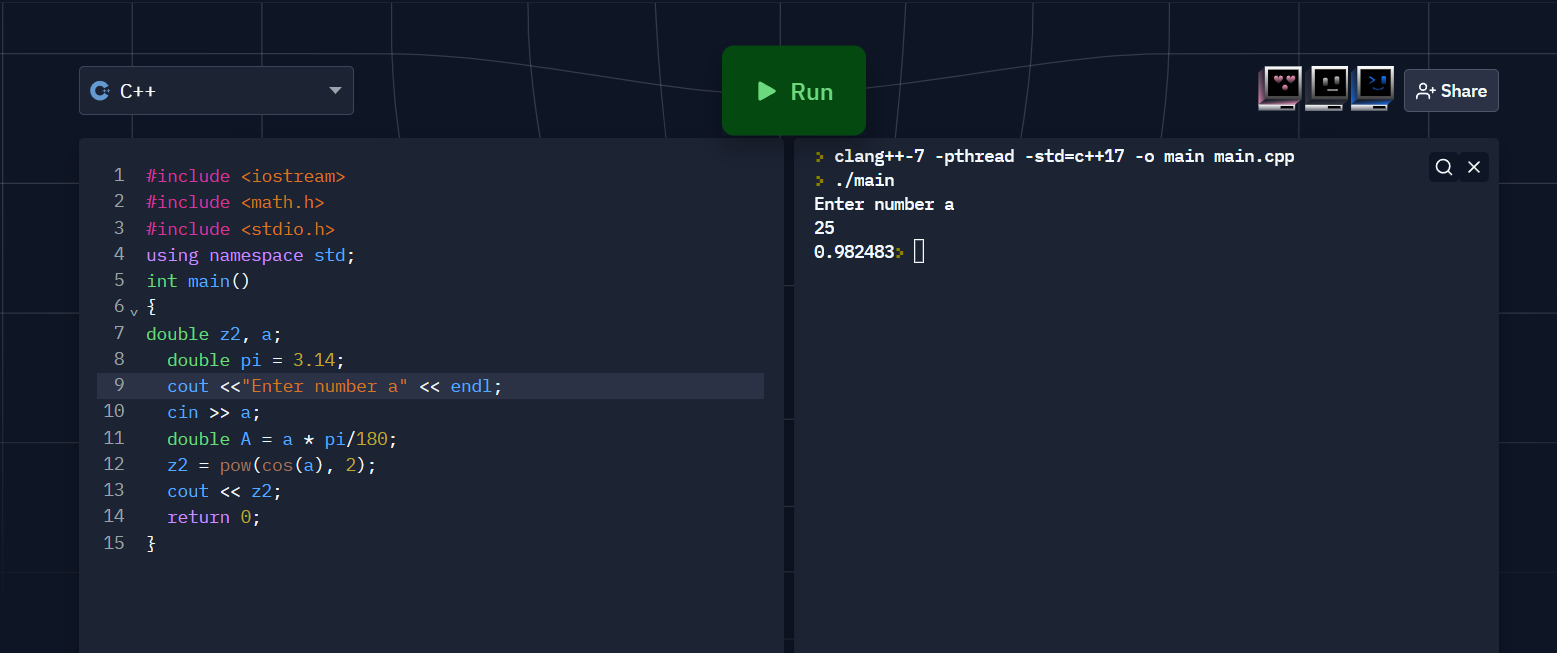 C++
Run
Share
1 #include <iostream>
2 #include <math.h>
3 #include <stdio.h>
4 using namespace std;
5 int main()
6 {
7 double z2, a;
8 double pi = 3.14;
9 cout <<"Enter number a" << endl;
10 cin >> a;
11 double A = a * pi/180;
12 z2 = pow(cos(a), 2);
13 cout << z2;
14 return 0;
15 }
> clang++-7 -pthread -std=c++17 -o main main.cpp
> ./main
Enter number a
25
0.982483>